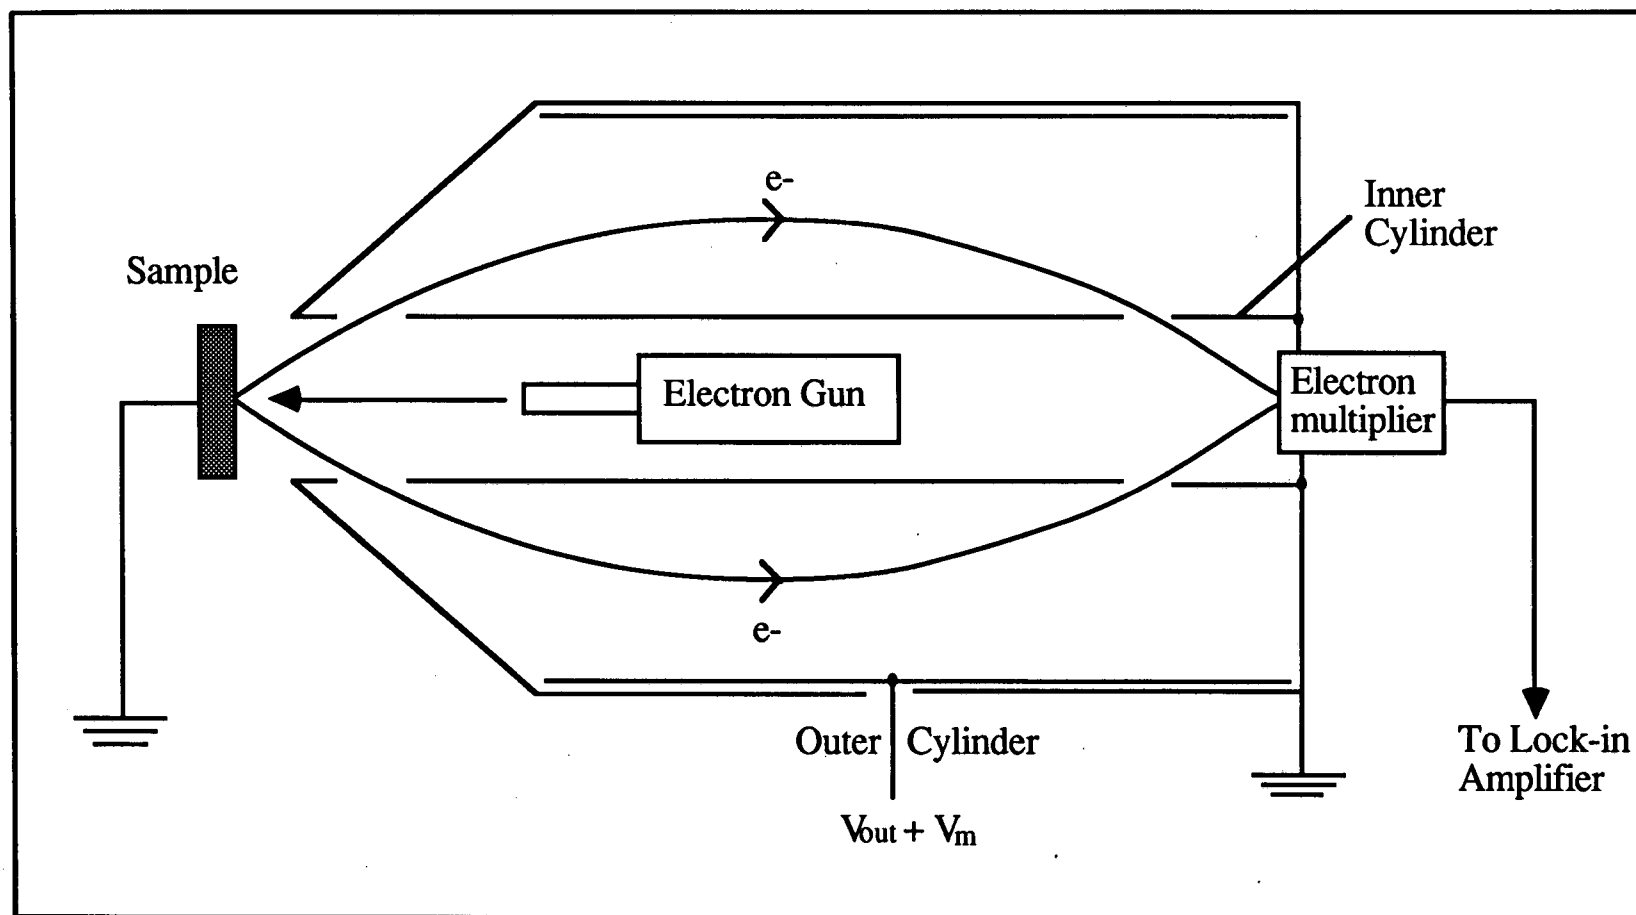 e-
Inner
Cylinder
Sample
Electron Gun
Electron
multiplier
e-
Outer Cylinder
To Lock-in
Amplifier
Vout + Vm